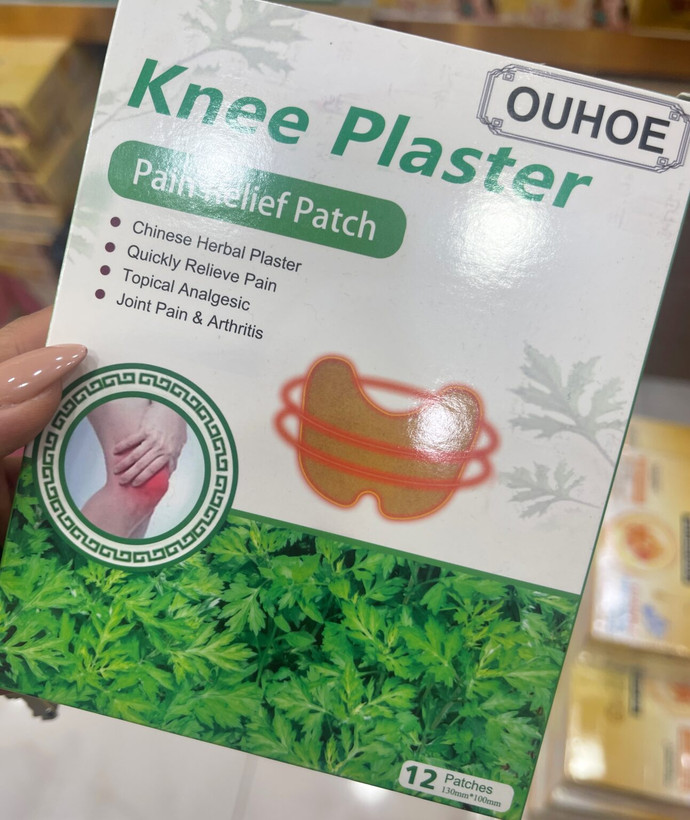 OUHOE
Knee Plaster
Pain Relief Patch
Chinese Herbal Plaster
Quickly Relieve Pain
Topical Analgesic
Joint Pain & Arthritis
12 Patches
130mm*100mm